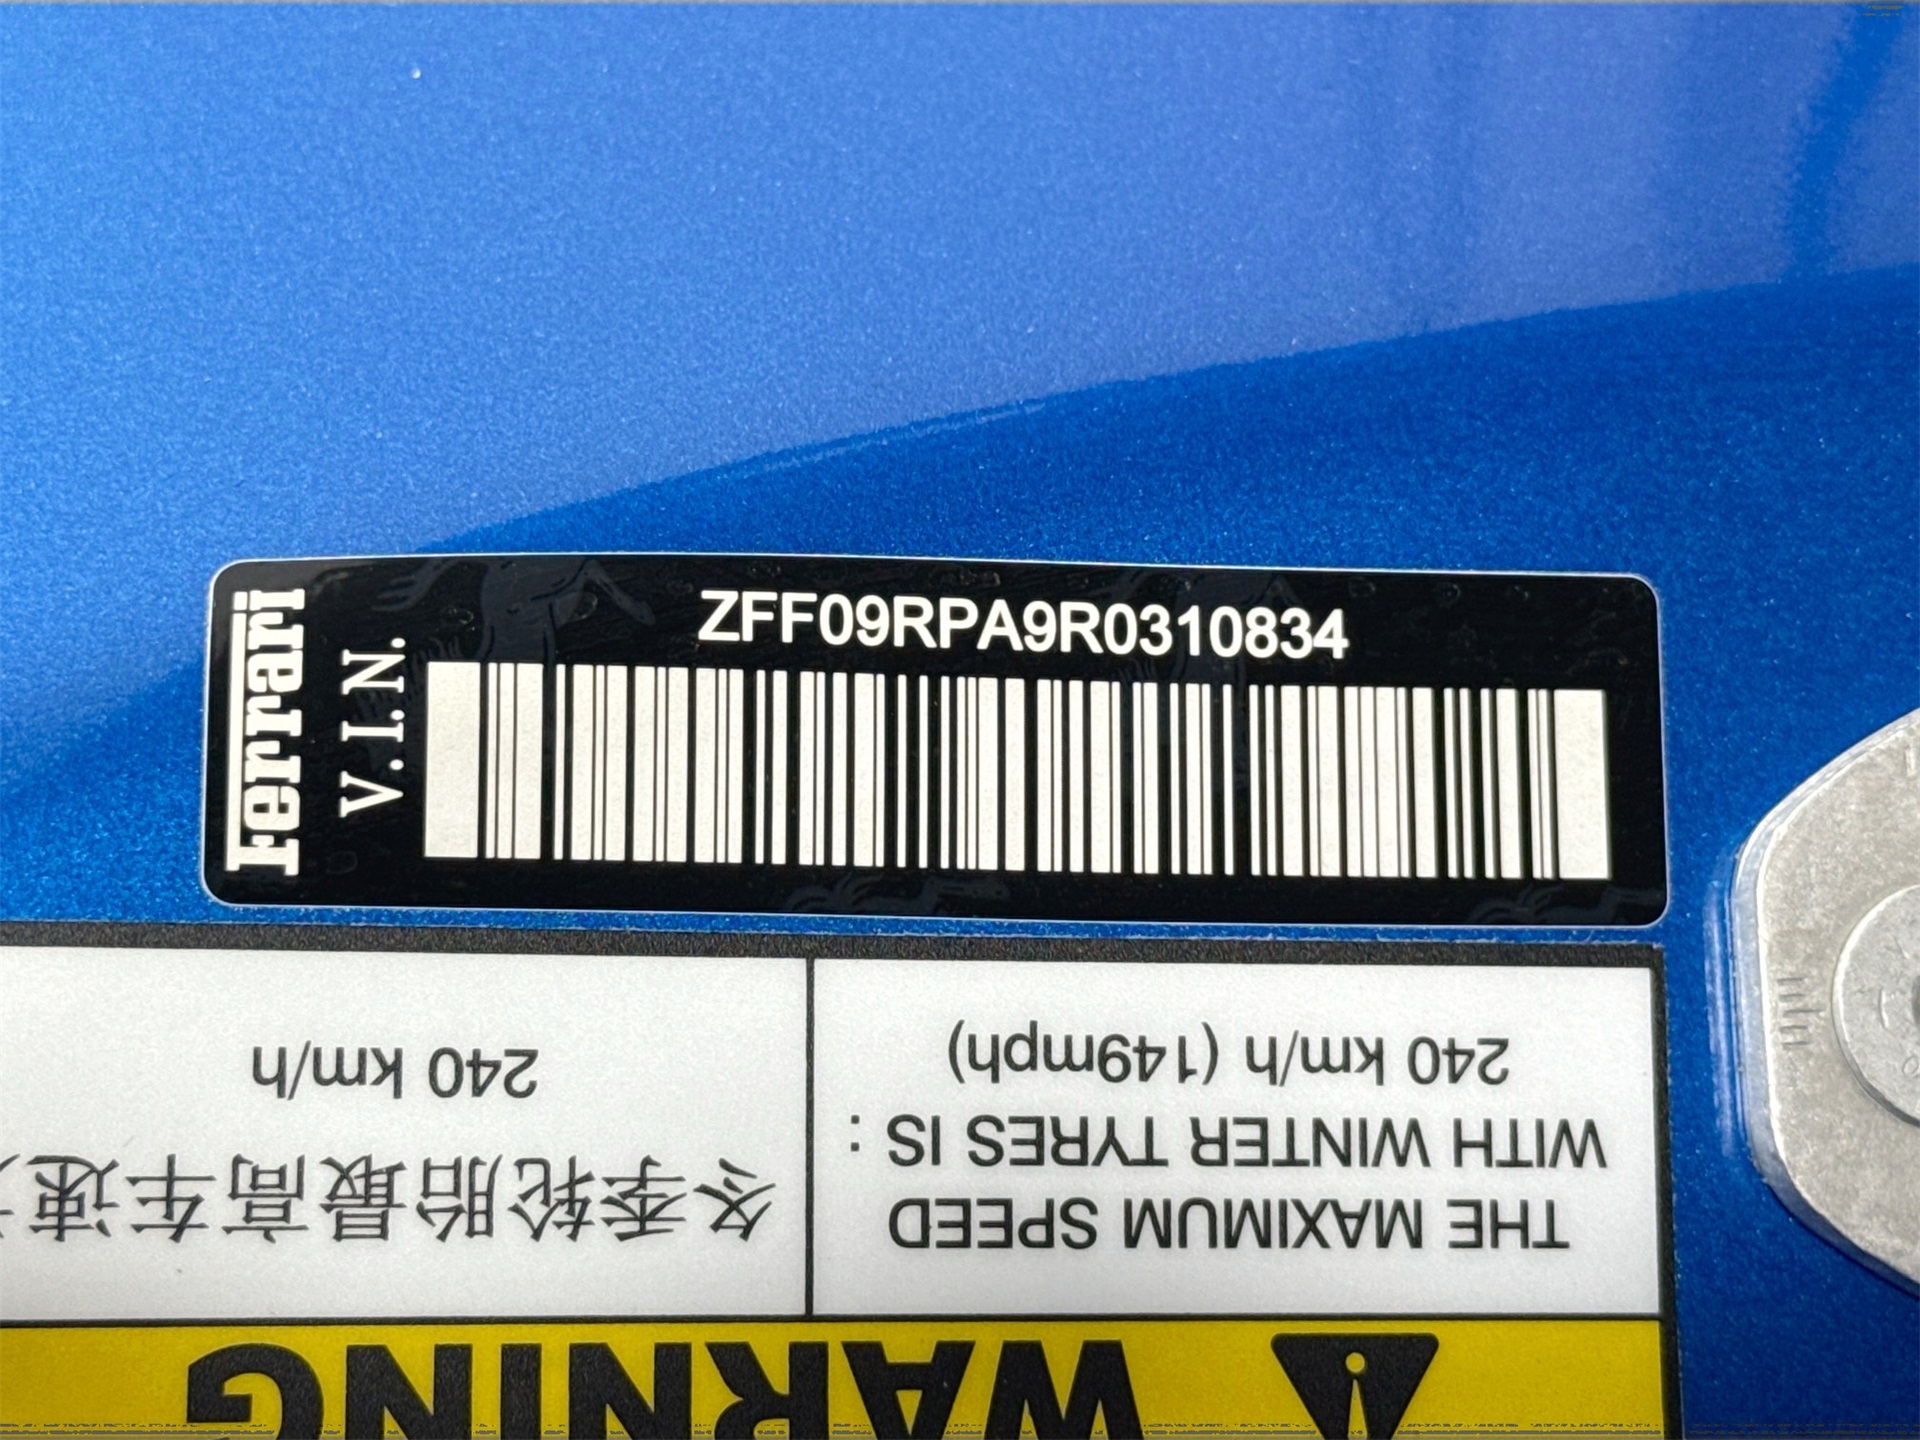 Ferrari
V.I.N.
ZFF09RPA9R0310834
WARNING
THE MAXIMUM SPEED
WITH WINTER TYRES IS :
240 km/h (149mph)
冬季轮胎最高车速
240 km/h